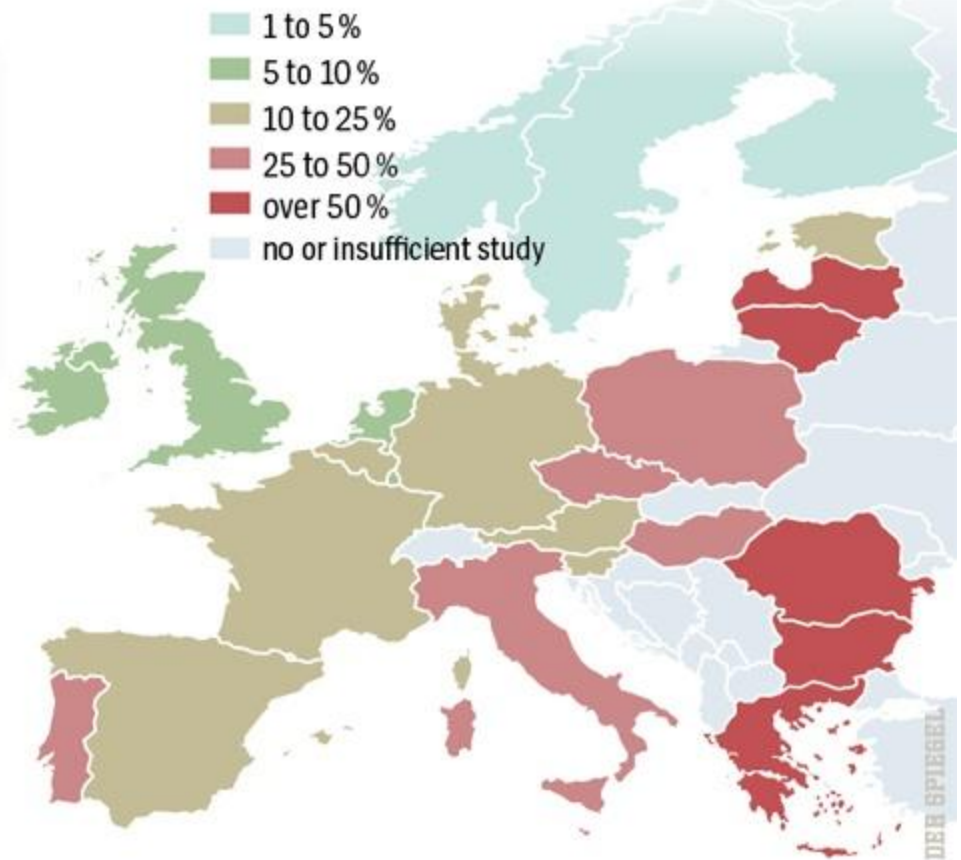 1 to 5 %
5 to 10 %
10 to 25 %
25 to 50 %
over 50 %
no or insufficient study
DER SPIEGEL